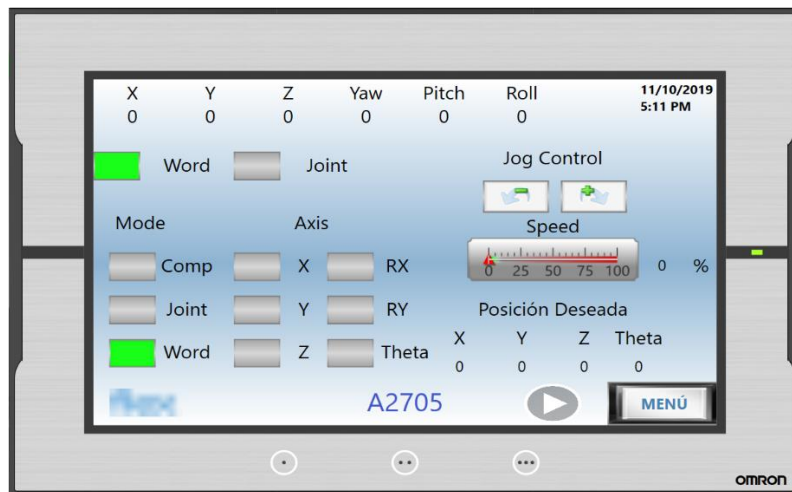 X Y Z Yaw Pitch Roll 11/10/2019
0 0 0 0 0 0 5:11 PM
Word Joint Jog Control
Mode Axis Speed
Comp X RX 0 25 50 75 100 0 %
Joint Y RY Posición Deseada
Word Z Theta X Y Z Theta
0 0 0 0
A2705 MENÚ
OMRON